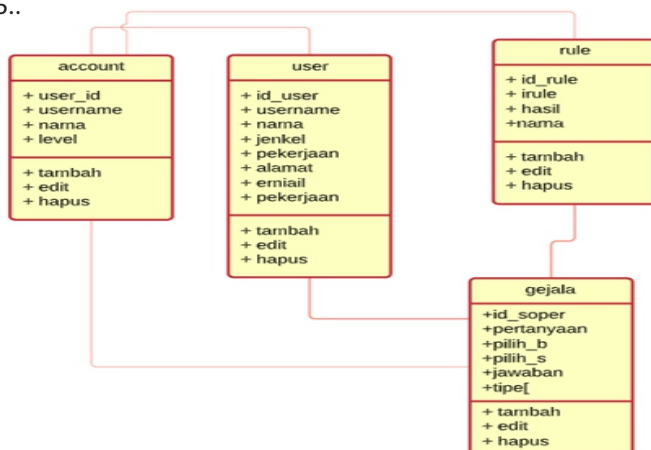 account
+ user_id
+ username
+ nama
+ level
+ tambah
+ edit
+ hapus
user
+ id_user
+ username
+ nama
+ jenkel
+ pekerjaan
+ alamat
+ emiail
+ pekerjaan
+ tambah
+ edit
+ hapus
rule
+ id_rule
+ irule
+ hasil
+nama
+ tambah
+ edit
+ hapus
gejala
+id_soper
+pertanyaan
+pilih_b
+pilih_s
+jawaban
+tipe[
+ tambah
+ edit
+ hapus